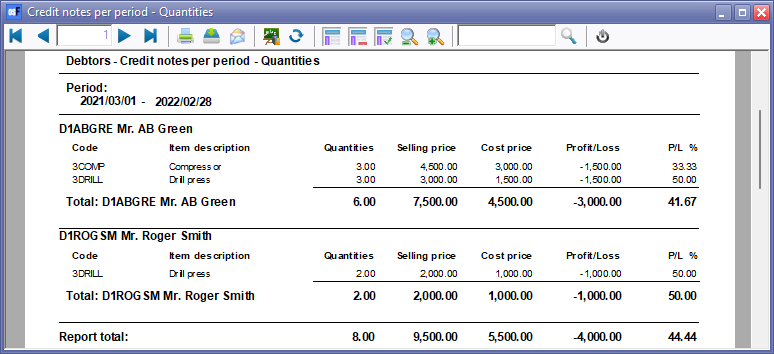 Credit notes per period - Quantities
1
Debtors - Credit notes per period - Quantities
Period:
2021/03/01 - 2022/02/28
D1ABGRE Mr. AB Green
Code Item description Quantities Selling price Cost price Profit/Loss P/L %
3COMP Compressor 3.00 4,500.00 3,000.00 -1,500.00 33.33
3DRILL Drill press 3.00 3,000.00 1,500.00 -1,500.00 50.00
Total: D1ABGRE Mr. AB Green 6.00 7,500.00 4,500.00 -3,000.00 41.67
D1ROGSM Mr. Roger Smith
Code Item description Quantities Selling price Cost price Profit/Loss P/L %
3DRILL Drill press 2.00 2,000.00 1,000.00 -1,000.00 50.00
Total: D1ROGSM Mr. Roger Smith 2.00 2,000.00 1,000.00 -1,000.00 50.00
Report total: 8.00 9,500.00 5,500.00 -4,000.00 44.44